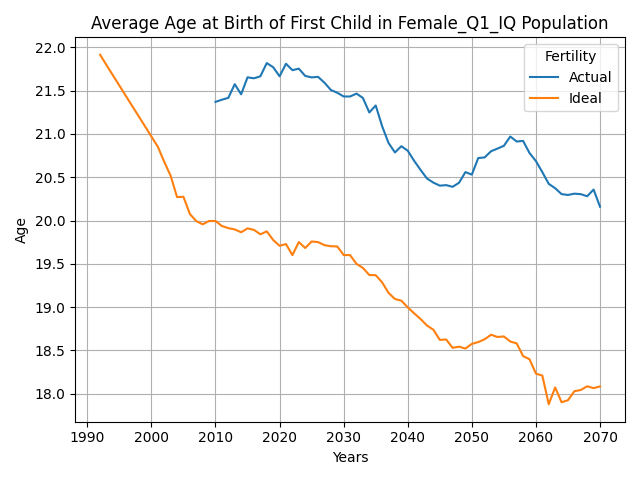 Average Age at Birth of First Child in Female_Q1_IQ Population
22.0
21.5
21.0
20.5
20.0
19.5
19.0
18.5
18.0
Age
Fertility
Actual
Ideal
1990 2000 2010 2020 2030 2040 2050 2060 2070
Years